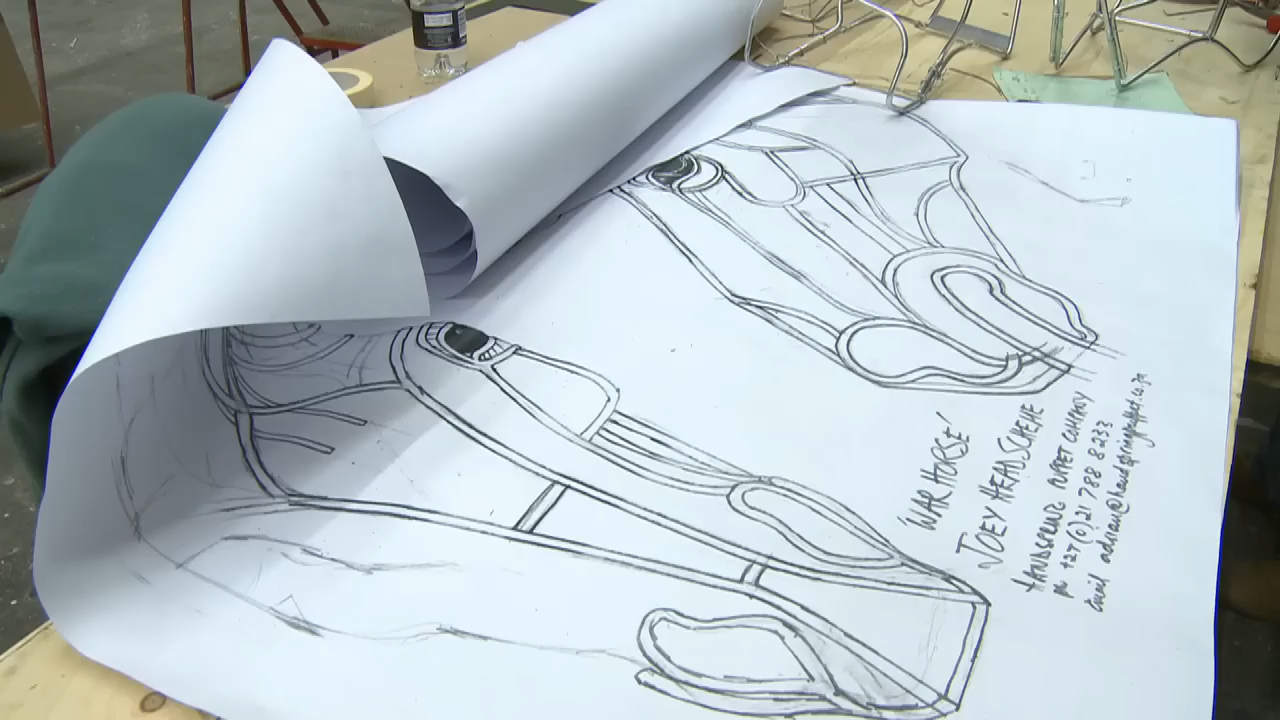 'WAR HORSE'
JOEY HEAD SCHEME
HANDSPRING PUPPET COMPANY
ph +27(0)21 788 8233
email adrian@handspringpuppet.co.za